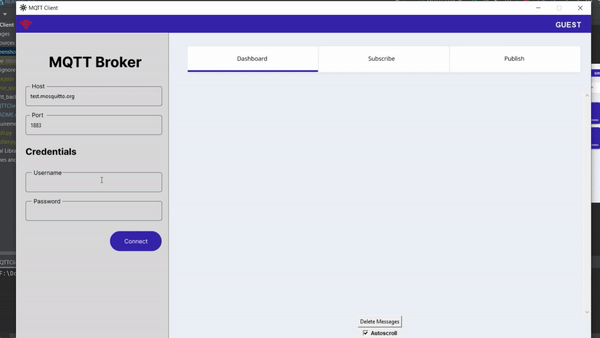 MQTT Client
GUEST
MQTT Broker
Host
test.mosquitto.org
Port
1883
Credentials
Username
Password
Connect
Dashboard
Subscribe
Publish
Delete Messages
Autoscroll